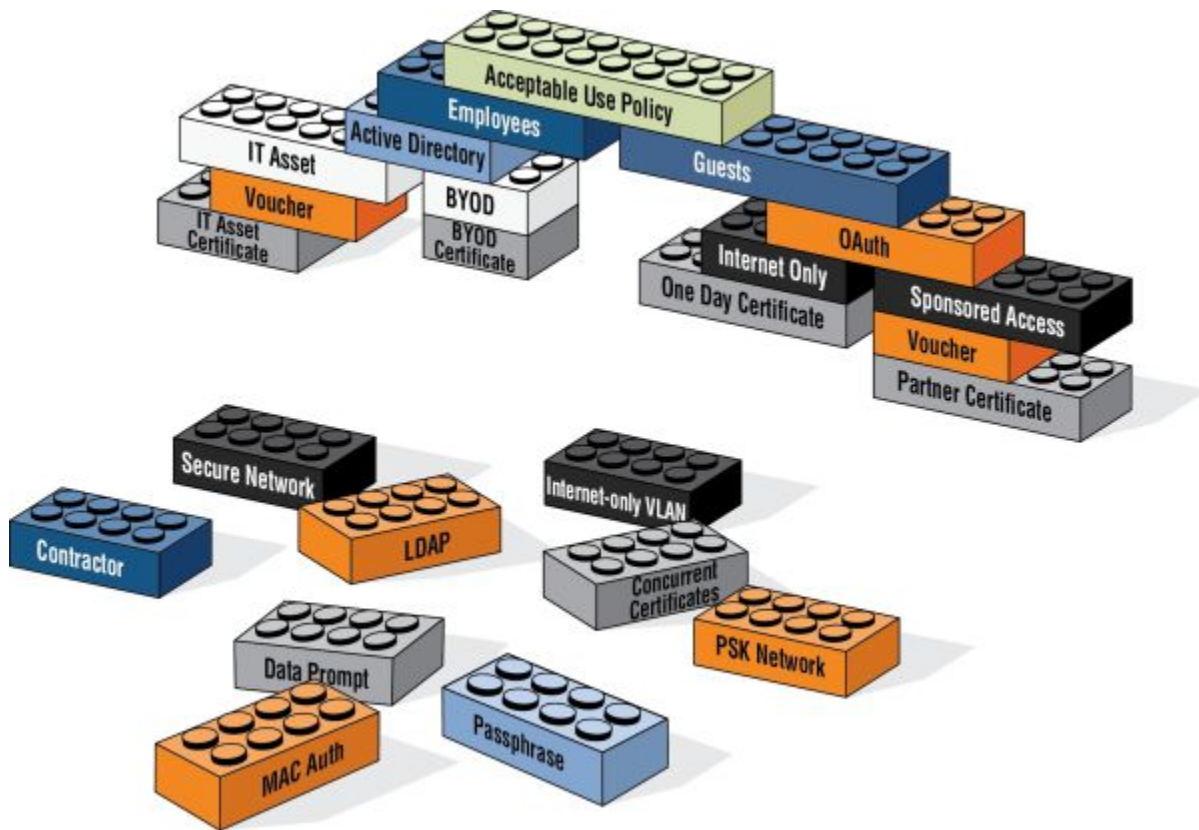 Acceptable Use Policy
Employees
Active Directory
IT Asset
Voucher
IT Asset
Certificate
BYOD
BYOD
Certificate
Guests
OAuth
Internet Only
One Day Certificate
Sponsored Access
Voucher
Partner Certificate
Secure Network
Internet-only VLAN
Contractor
LDAP
Concurrent
Certificates
PSK Network
Data Prompt
MAC Auth
Passphrase